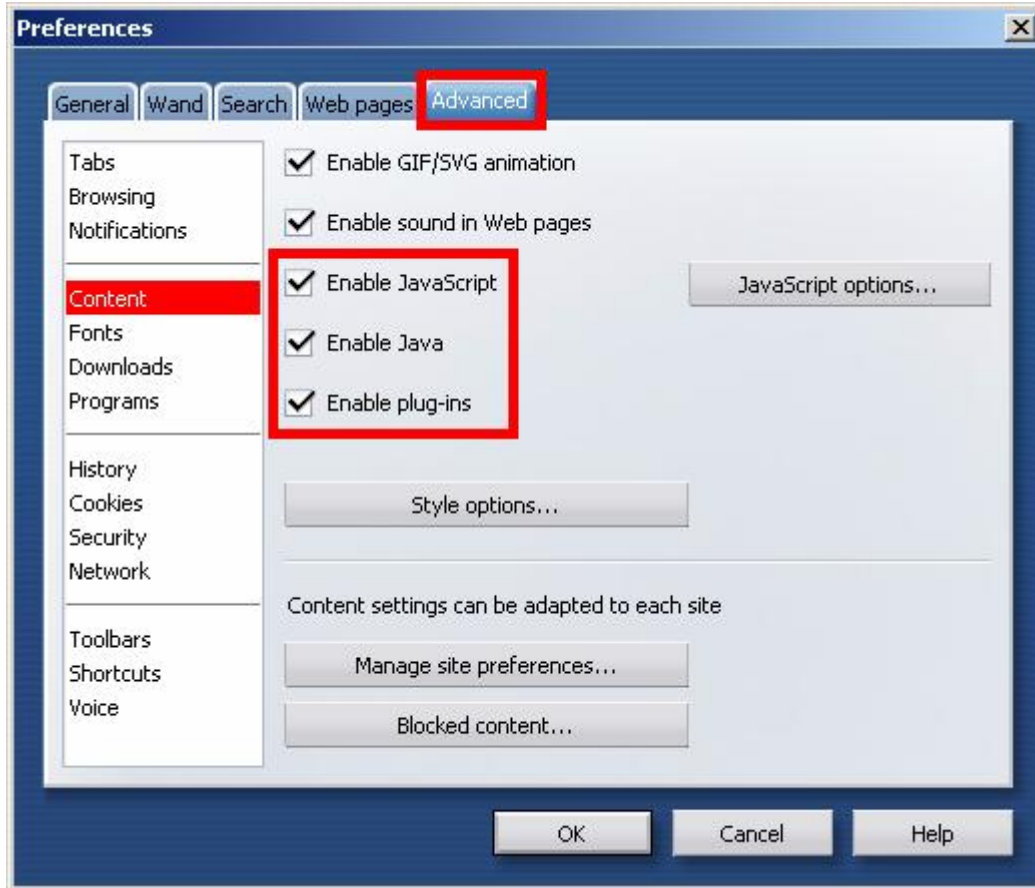 Preferences
General Wand Search Web pages Advanced
Tabs
Browsing
Notifications
Content
Fonts
Downloads
Programs
History
Cookies
Security
Network
Toolbars
Shortcuts
Voice
Enable GIF/SVG animation
Enable sound in Web pages
Enable JavaScript
JavaScript options...
Enable Java
Enable plug-ins
Style options...
Content settings can be adapted to each site
Manage site preferences...
Blocked content...
OK Cancel Help